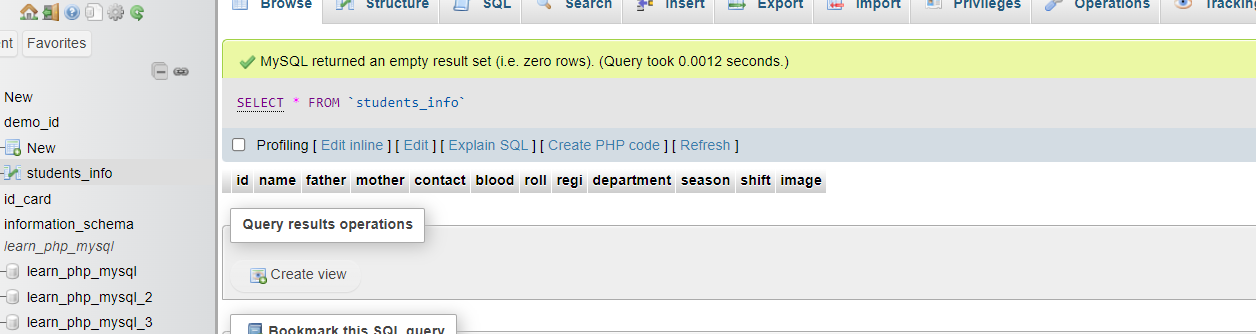 Browse Structure SQL Search Insert Export Import Privileges Operations Tracking
nt Favorites
MySQL returned an empty result set (i.e. zero rows). (Query took 0.0012 seconds.)
SELECT * FROM `students_info`
Profiling [ Edit inline ] [ Edit ] [ Explain SQL ] [ Create PHP code ] [ Refresh ]
id name father mother contact blood roll regi department season shift image
Query results operations
Create view
Bookmark this SQL query
New
demo_id
New
students_info
id_card
information_schema
learn_php_mysql
learn_php_mysql
learn_php_mysql_2
learn_php_mysql_3